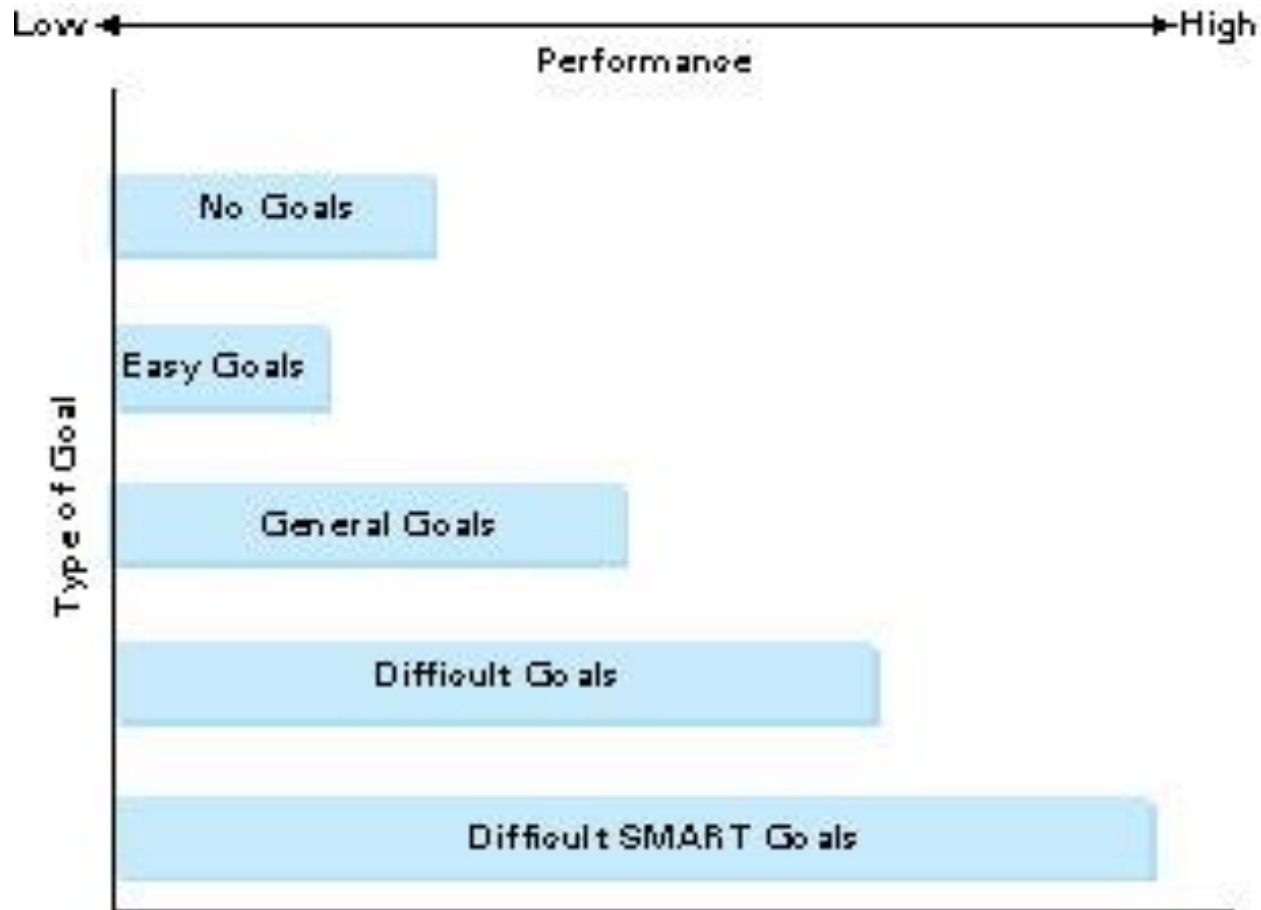 Low
High
Performance
No Goals
Easy Goals
Type of Goal
General Goals
Difficult Goals
Difficult SMART Goals